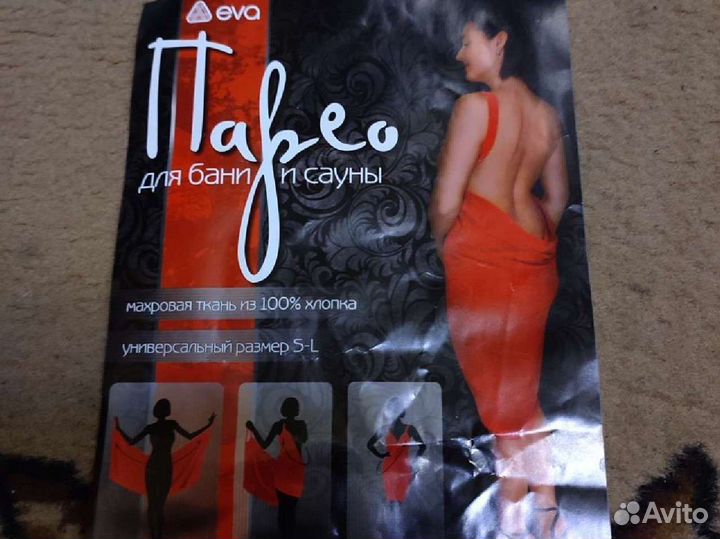 eva
Парео
для бани и сауны
махровая ткань из 100% хлопка
универсальный размер S-L
Avito